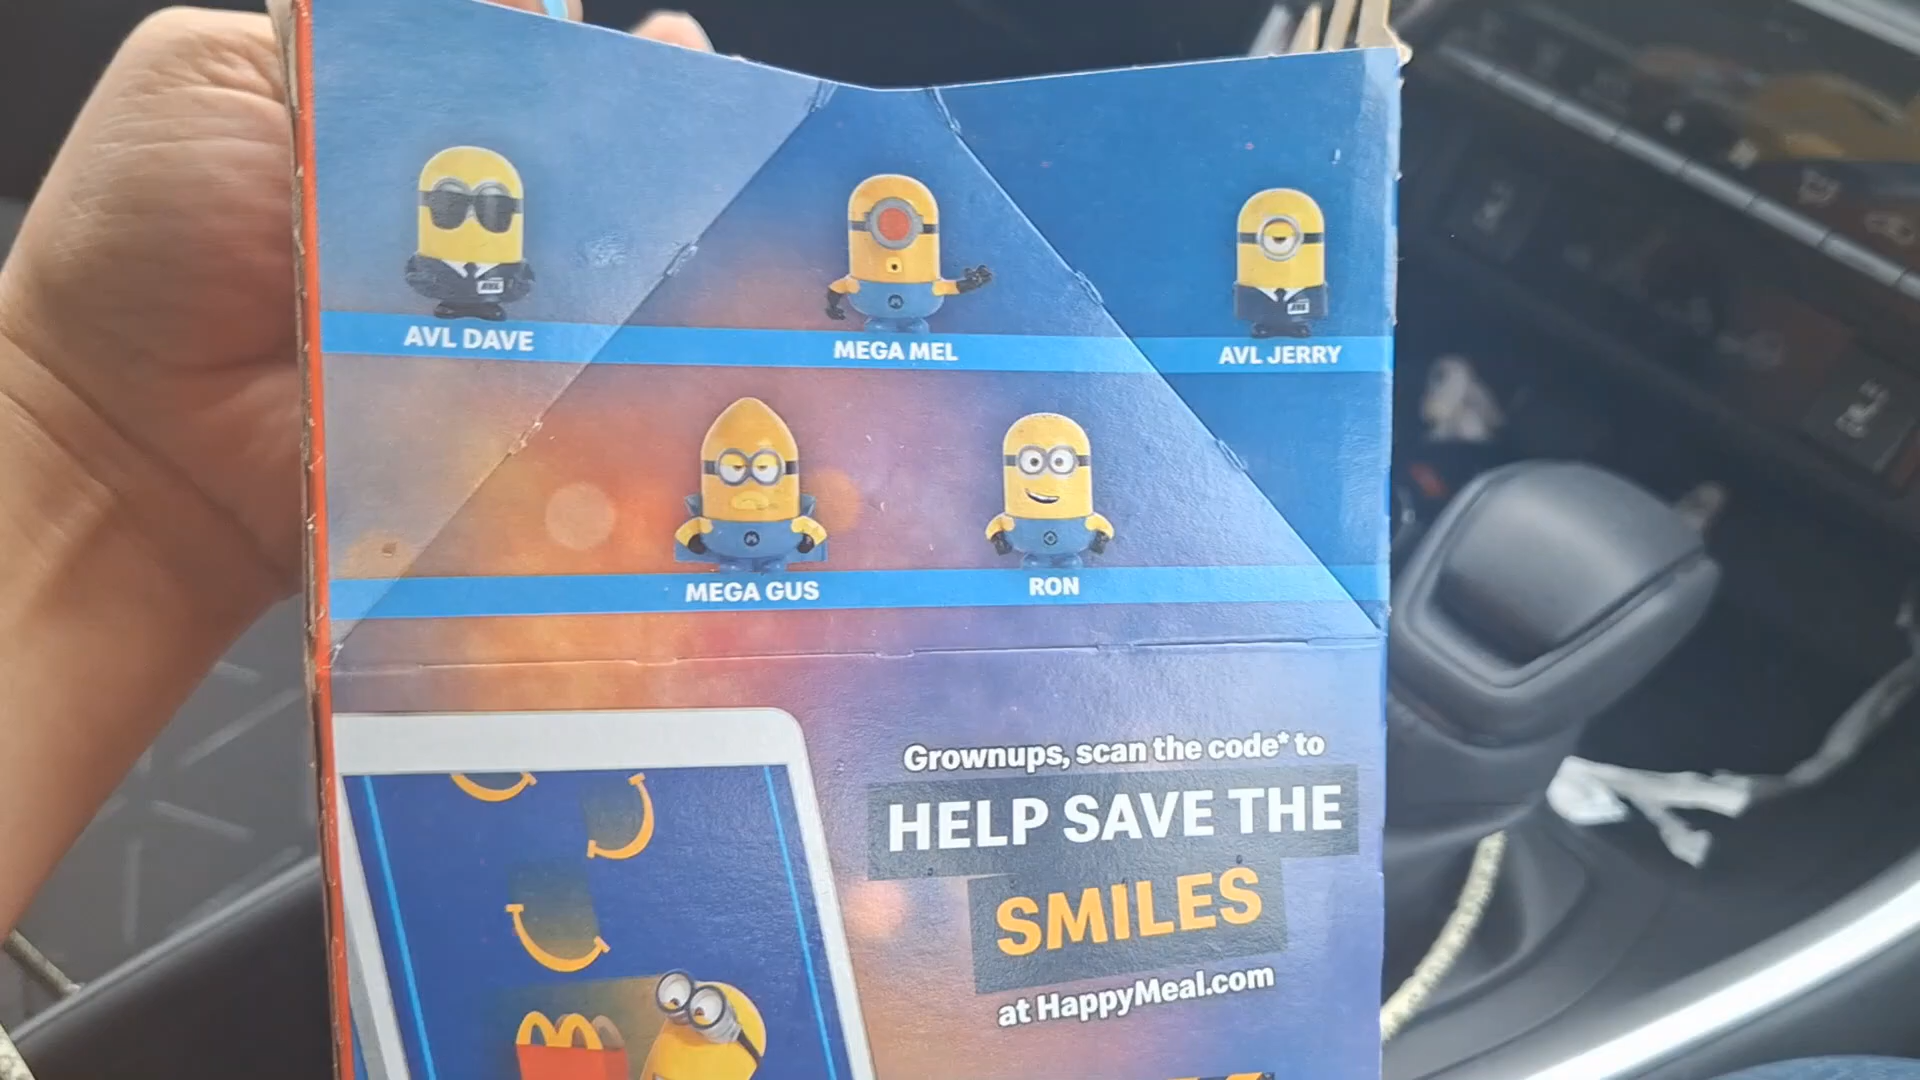 AVL DAVE
MEGA MEL
AVL JERRY
MEGA GUS
RON
Grownups, scan the code* to
HELP SAVE THE
SMILES
at HappyMeal.com